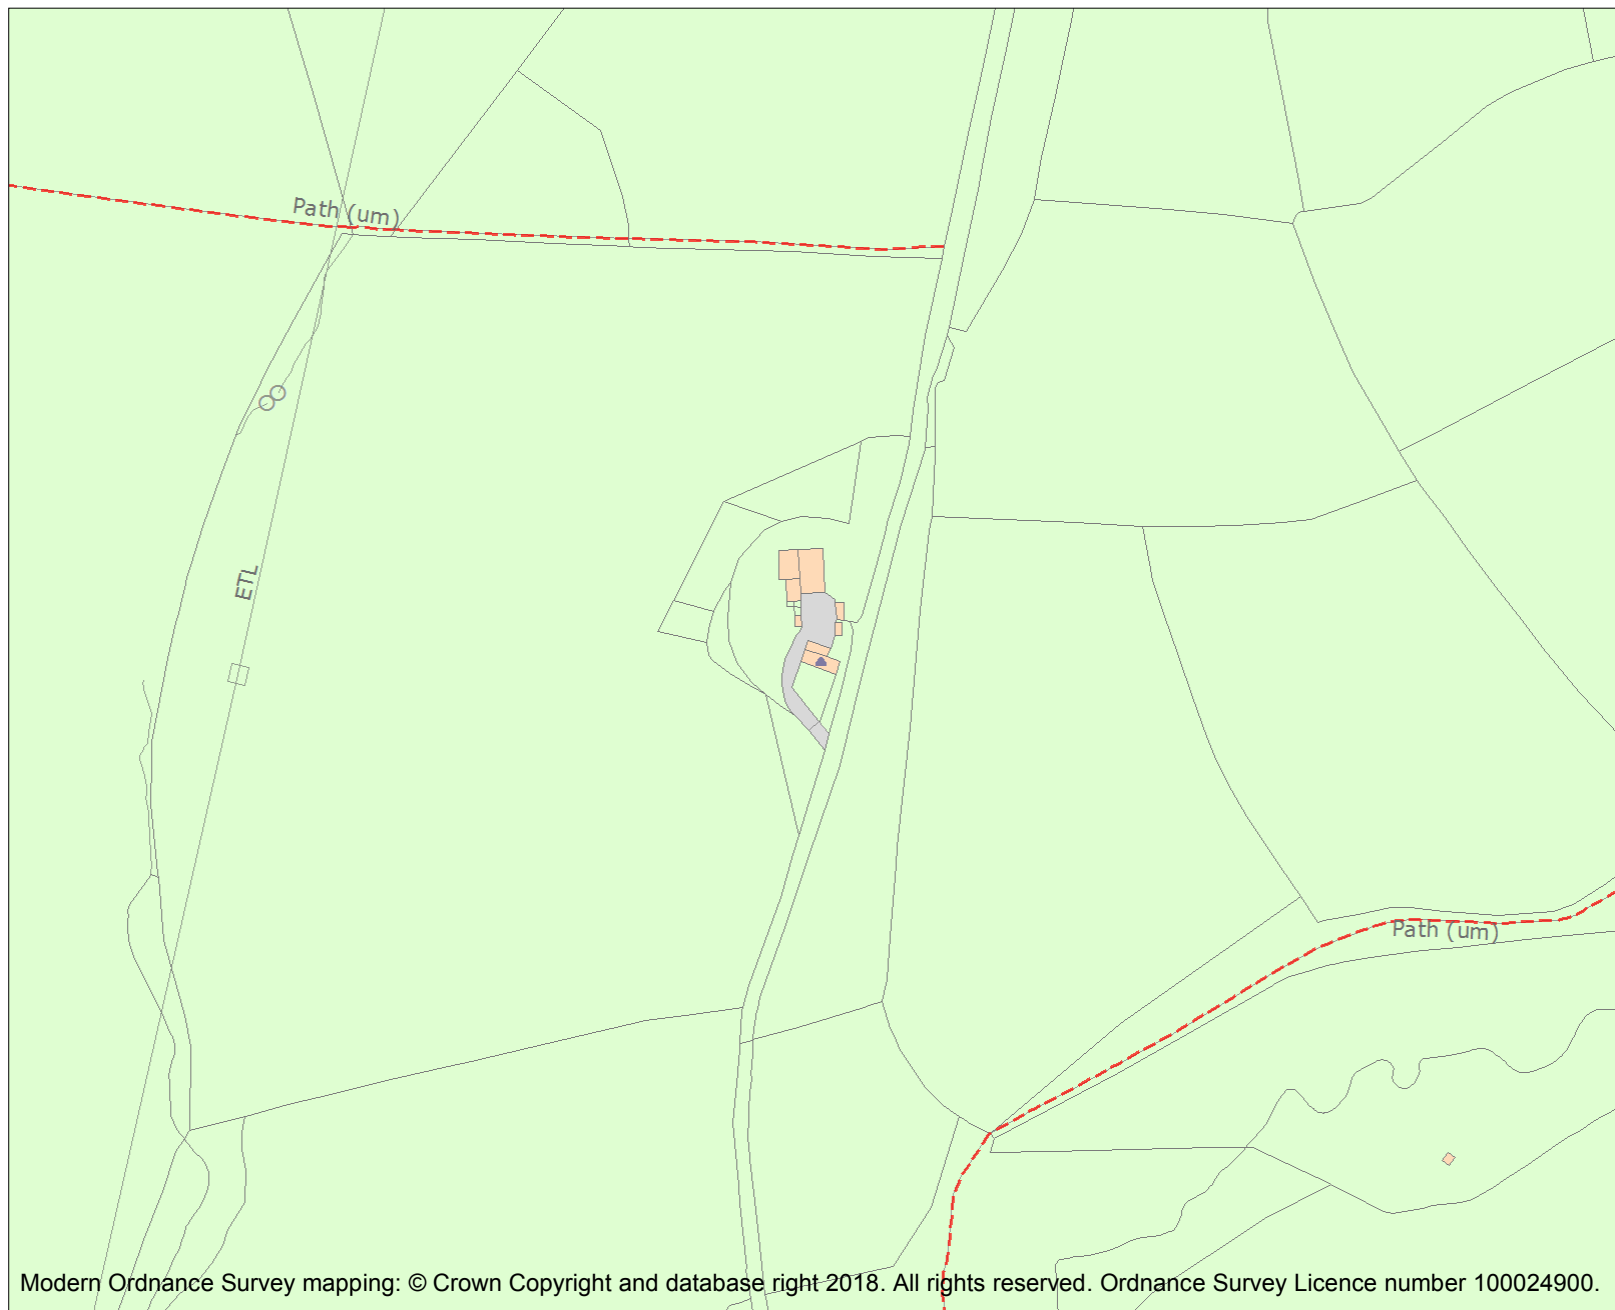 Path (um)
ETL
Path (um)
Modern Ordnance Survey mapping: © Crown Copyright and database right 2018. All rights reserved. Ordnance Survey Licence number 100024900.